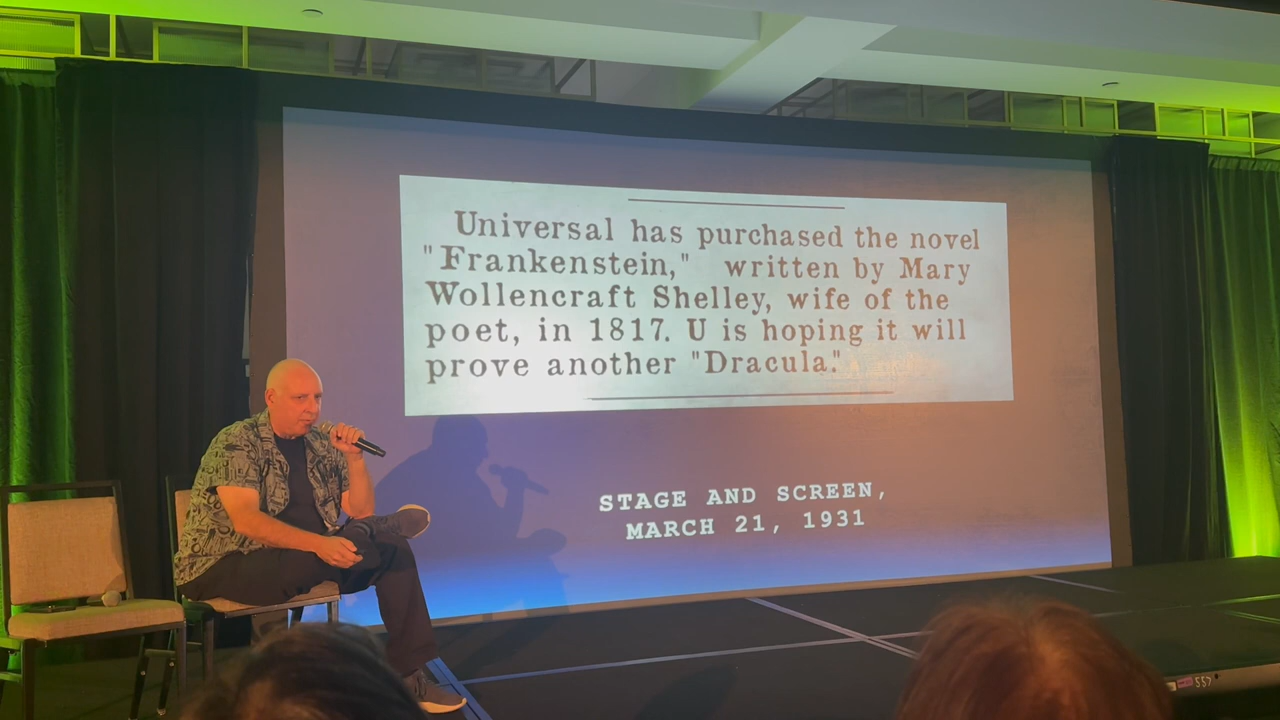 Universal has purchased the novel
"Frankenstein," written by Mary
Wollencraft Shelley, wife of the
poet, in 1817. U is hoping it will
prove another "Dracula."
STAGE AND SCREEN,
MARCH 21, 1931
557